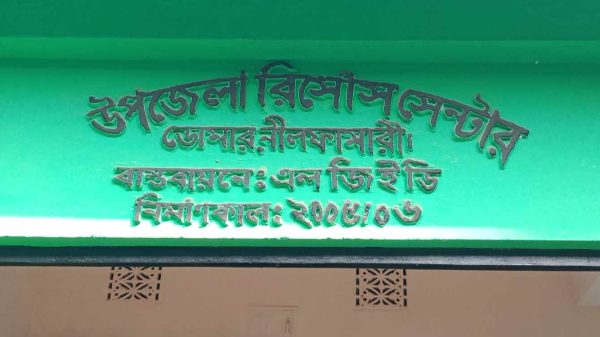 উপজেলা রিসোস সেন্টার
ডোমার,নীলফামারী।
বাস্তবায়নে: এল জি ই ডি
নির্মাণকাল: ২০০৫/০৬